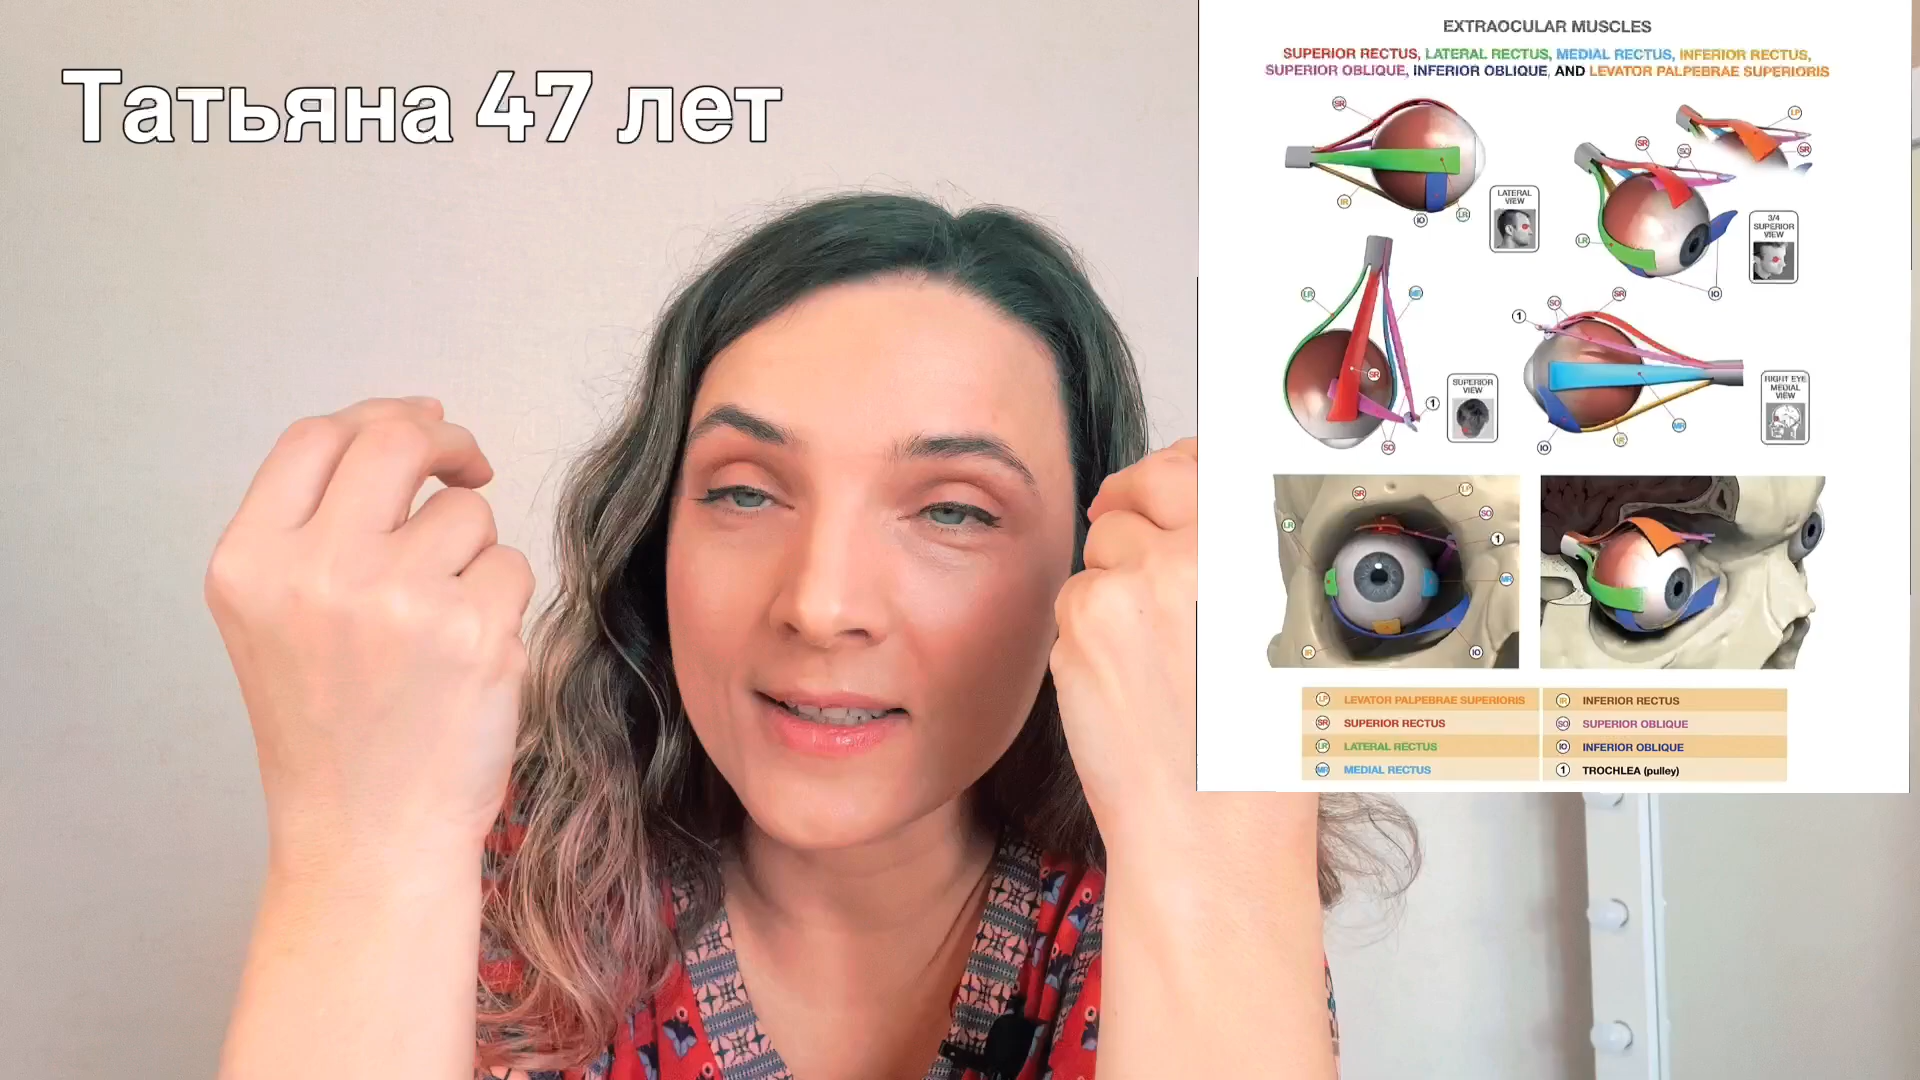 Татьяна 47 лет
EXTRAOCULAR MUSCLES
SUPERIOR RECTUS, LATERAL RECTUS, MEDIAL RECTUS, INFERIOR RECTUS,
SUPERIOR OBLIQUE, INFERIOR OBLIQUE, AND LEVATOR PALPEBRAE SUPERIORIS
SR
IR
IO
LR
LATERAL
VIEW
LP
SR
SO
SR
LR
IO
3/4
SUPERIOR
VIEW
LR
MR
SR
1
SO
SUPERIOR
VIEW
SO
SR
1
IO
IR
MR
RIGHT EYE
MEDIAL
VIEW
SR
LP
LR
SO
1
MR
IR
IO
LP LEVATOR PALPEBRAE SUPERIORIS
SR SUPERIOR RECTUS
LR LATERAL RECTUS
MR MEDIAL RECTUS
IR INFERIOR RECTUS
SO SUPERIOR OBLIQUE
IO INFERIOR OBLIQUE
1 TROCHLEA (pulley)